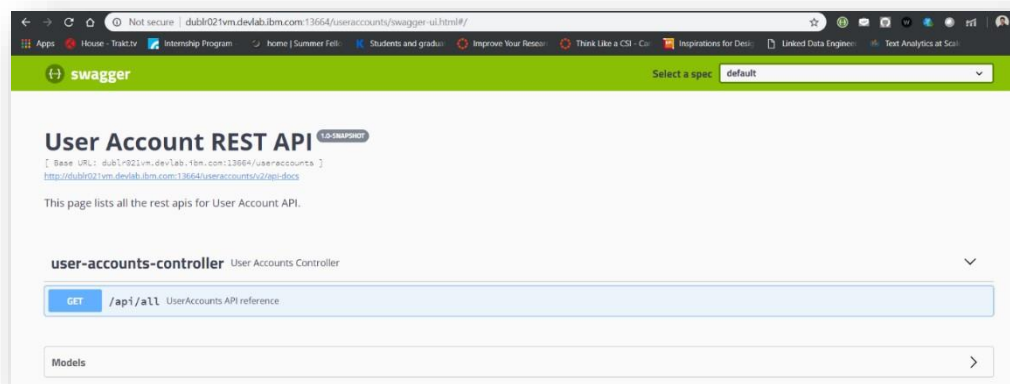 Not secure | dublr021vm.devlab.ibm.com:13664/useraccounts/swagger-ui.html#/
Apps House - Trakt.tv Internship Program home | Summer Fell Students and gradua Improve Your Resea Think Like a CSI - Ca Inspirations for Desig Linked Data Engineer Text Analytics at Scal
swagger Select a spec default
User Account REST API 1.0-SNAPSHOT
[ Base URL: dublr021vm.devlab.ibm.com:13664/useraccounts ]
http://dublr021vm.devlab.ibm.com:13664/useraccounts/v2/api-docs
This page lists all the rest apis for User Account API.
user-accounts-controller User Accounts Controller
GET /api/all UserAccounts API reference
Models